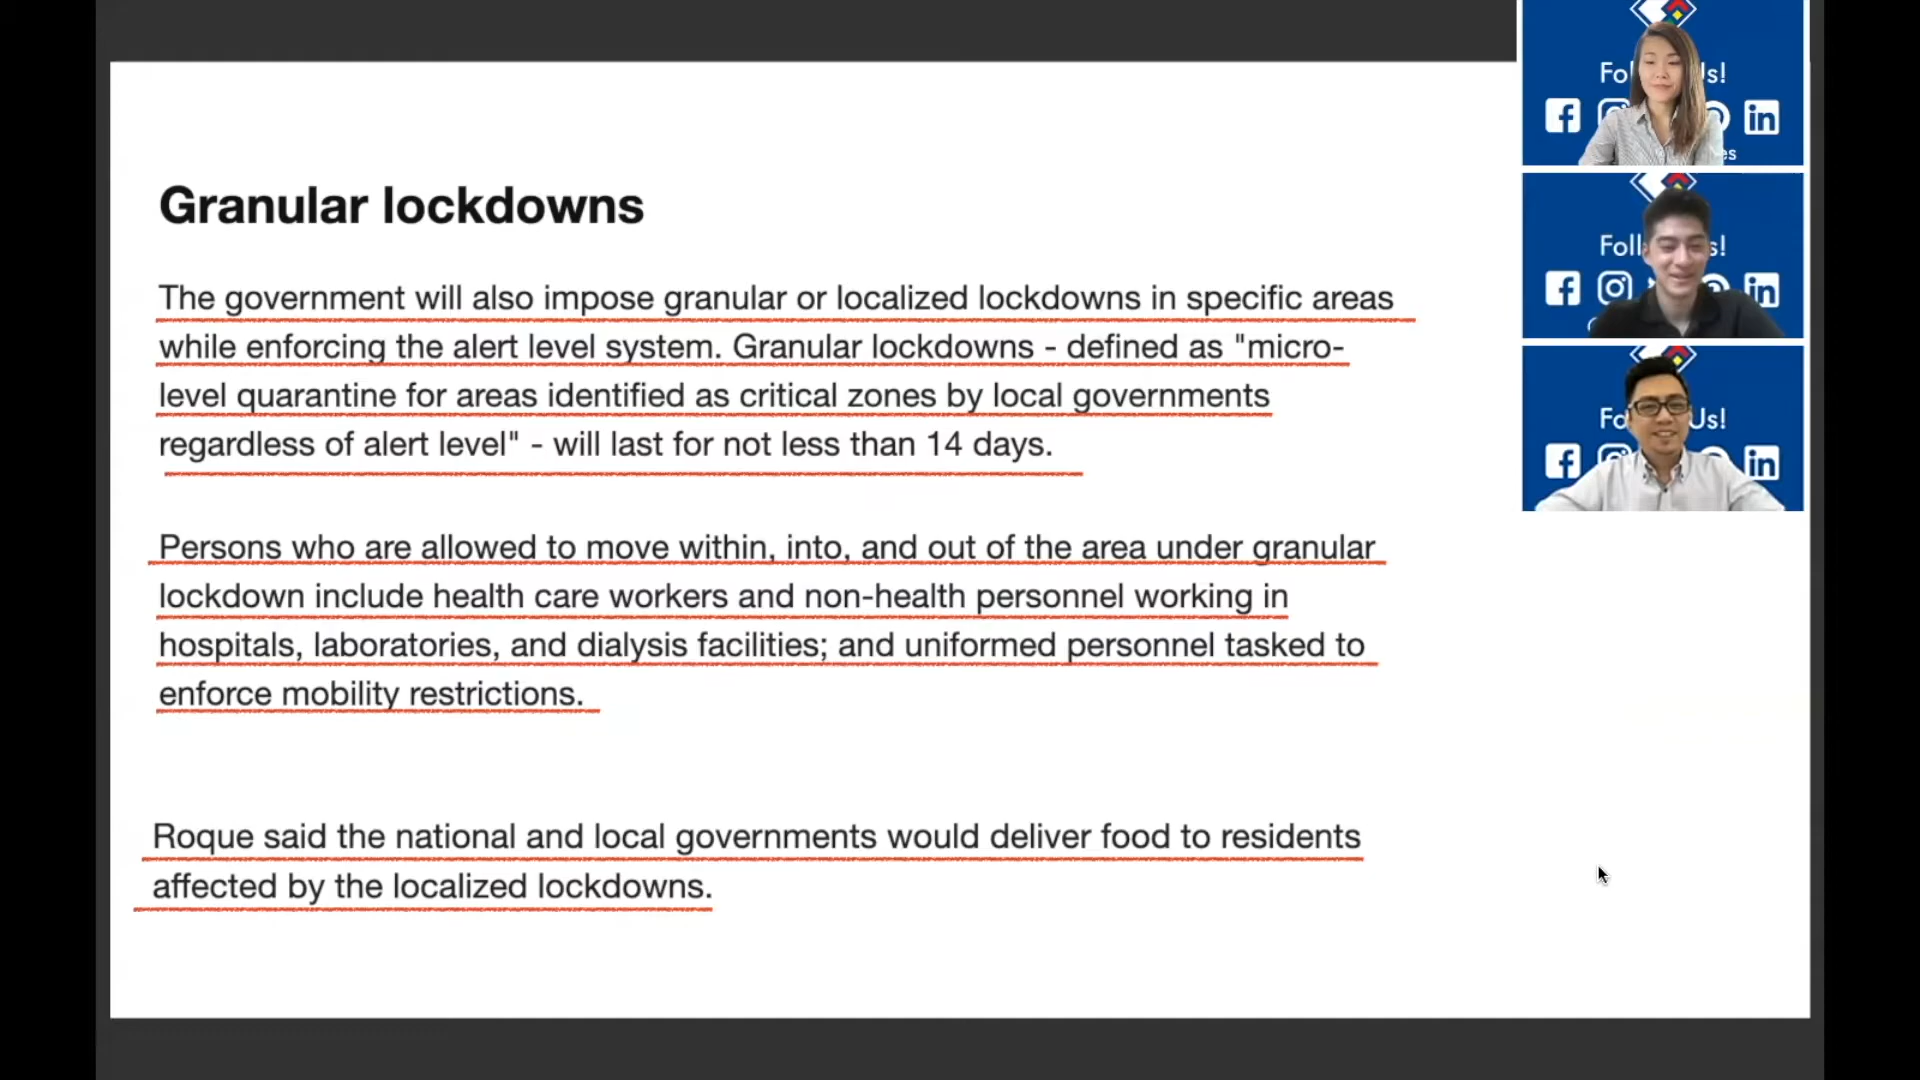 Granular lockdowns
The government will also impose granular or localized lockdowns in specific areas
while enforcing the alert level system. Granular lockdowns - defined as "micro-
level quarantine for areas identified as critical zones by local governments
regardless of alert level" - will last for not less than 14 days.
Persons who are allowed to move within, into, and out of the area under granular
lockdown include health care workers and non-health personnel working in
hospitals, laboratories, and dialysis facilities; and uniformed personnel tasked to
enforce mobility restrictions.
Roque said the national and local governments would deliver food to residents
affected by the localized lockdowns.